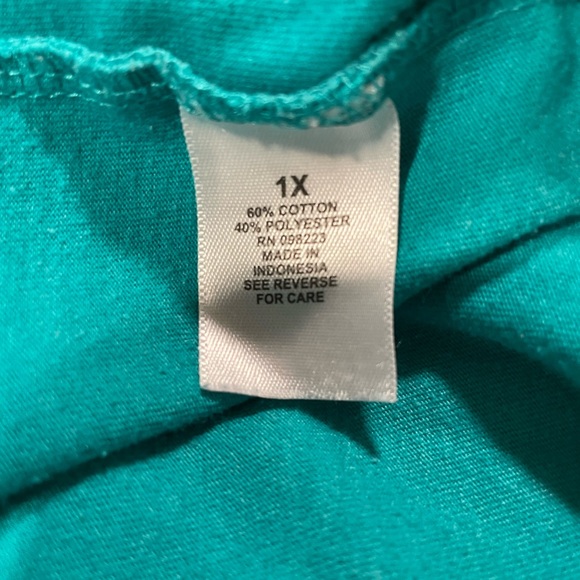 1X
60% COTTON
40% POLYESTER
RN 098223
MADE IN
INDONESIA
SEE REVERSE
FOR CARE